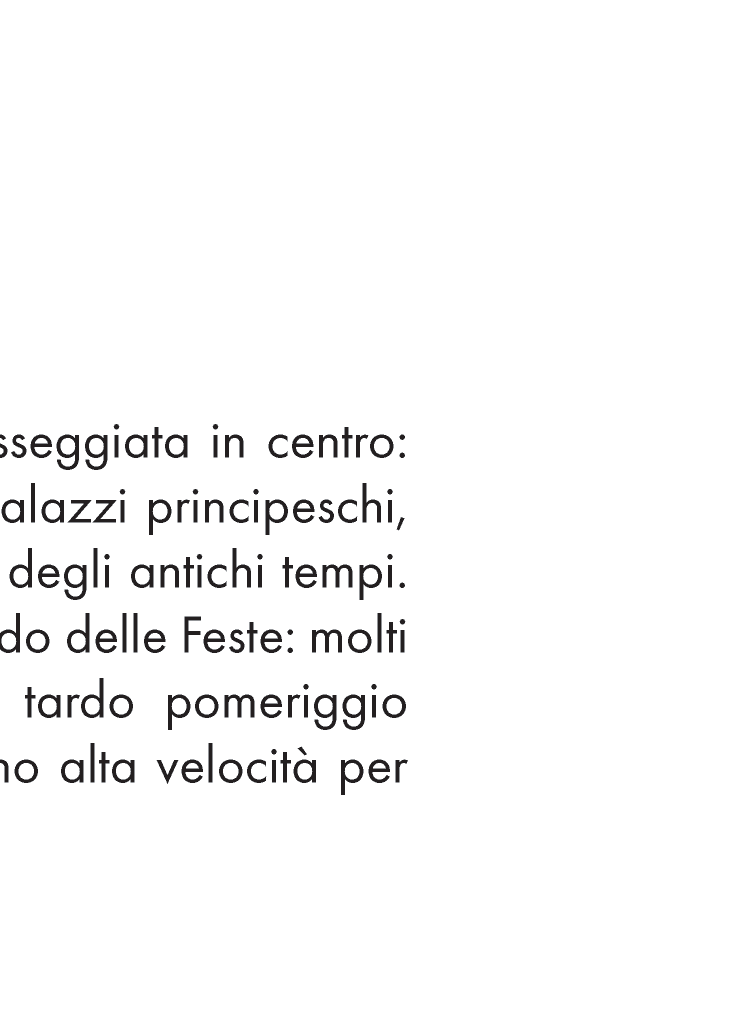 sseggiata in centro:
alazzi principeschi,
degli antichi tempi.
do delle Feste: molti
tardo pomeriggio
no alta velocità per